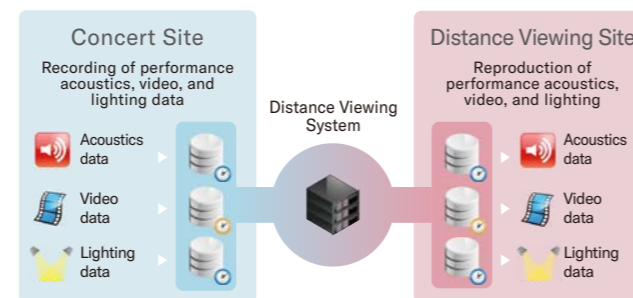 Concert Site
Recording of performance
acoustics, video, and
lighting data
Acoustics
data
Video
data
Lighting
data
Distance Viewing
System
Distance Viewing Site
Reproduction of
performance acoustics,
video, and lighting
Acoustics
data
Video
data
Lighting
data